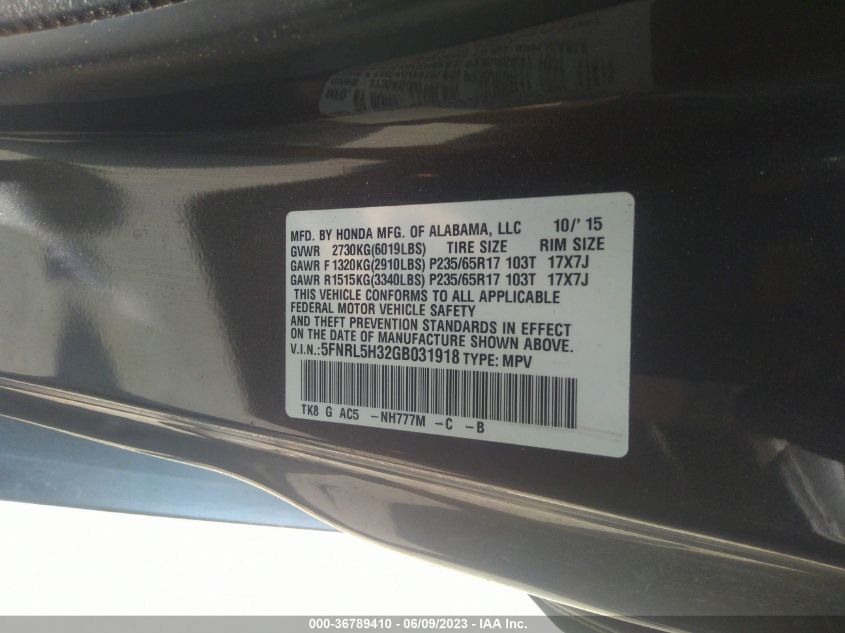 MFD. BY HONDA MFG. OF ALABAMA, LLC 10/'15
GVWR 2730KG(6019LBS) TIRE SIZE RIM SIZE
GAWR F1320KG(2910LBS) P235/65R17 103T 17X7J
GAWR R1515KG(3340LBS) P235/65R17 103T 17X7J
THIS VEHICLE CONFORMS TO ALL APPLICABLE
FEDERAL MOTOR VEHICLE SAFETY
AND THEFT PREVENTION STANDARDS IN EFFECT
ON THE DATE OF MANUFACTURE SHOWN ABOVE.
V.I.N.:5FNRL5H32GB031918 TYPE: MPV
TK8 G AC5 -NH777M -C -B
000-36789410 - 06/09/2023 - IAA Inc.